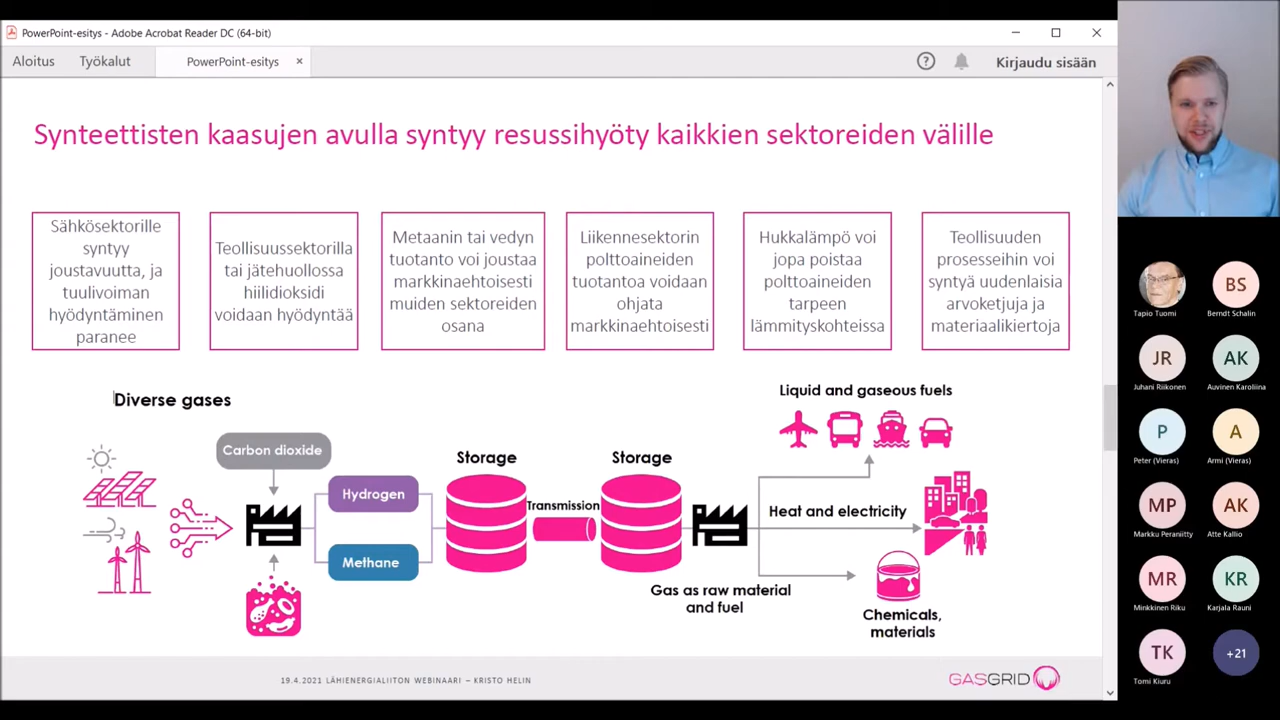 PowerPoint-esitys - Adobe Acrobat Reader DC (64-bit)
Aloitus
Työkalut
PowerPoint-esitys
Kirjaudu sisään
Synteettisten kaasujen avulla syntyy resussihyöty kaikkien sektoreiden välille
Sähkösektorille
syntyy
joustavuutta, ja
tuulivoiman
hyödyntäminen
paranee
Teollisuussektorilla
tai jätehuollossa
hiilidioksidi
voidaan hyödyntää
Metaanin tai vedyn
tuotanto voi joustaa
markkinaehtoisesti
muiden sektoreiden
osana
Liikennesektorin
polttoaineiden
tuotantoa voidaan
ohjata
markkinaehtoisesti
Hukkalämpö voi
jopa poistaa
polttoaineiden
tarpeen
lämmityskohteissa
Teollisuuden
prosesseihin voi
syntyä uudenlaisia
arvoketjuja ja
materiaalikiertoja
Diverse gases
Carbon dioxide
Hydrogen
Methane
Storage
Transmission
Storage
Liquid and gaseous fuels
Heat and electricity
Gas as raw material
and fuel
Chemicals,
materials
19.4.2021 LÄHIENERGIALIITON WEBINAARI – KRISTO HELIN
GASGRID
Tapio Tuomi
BS
Berndt Schalin
JR
Juhani Riikonen
AK
Auvinen Karoliina
P
Peter (Vieras)
A
Armi (Vieras)
MP
Markku Peraniitty
AK
Atte Kallio
MR
Minkkinen Riku
KR
Karjala Rauni
TK
Tomi Kiuru
+21